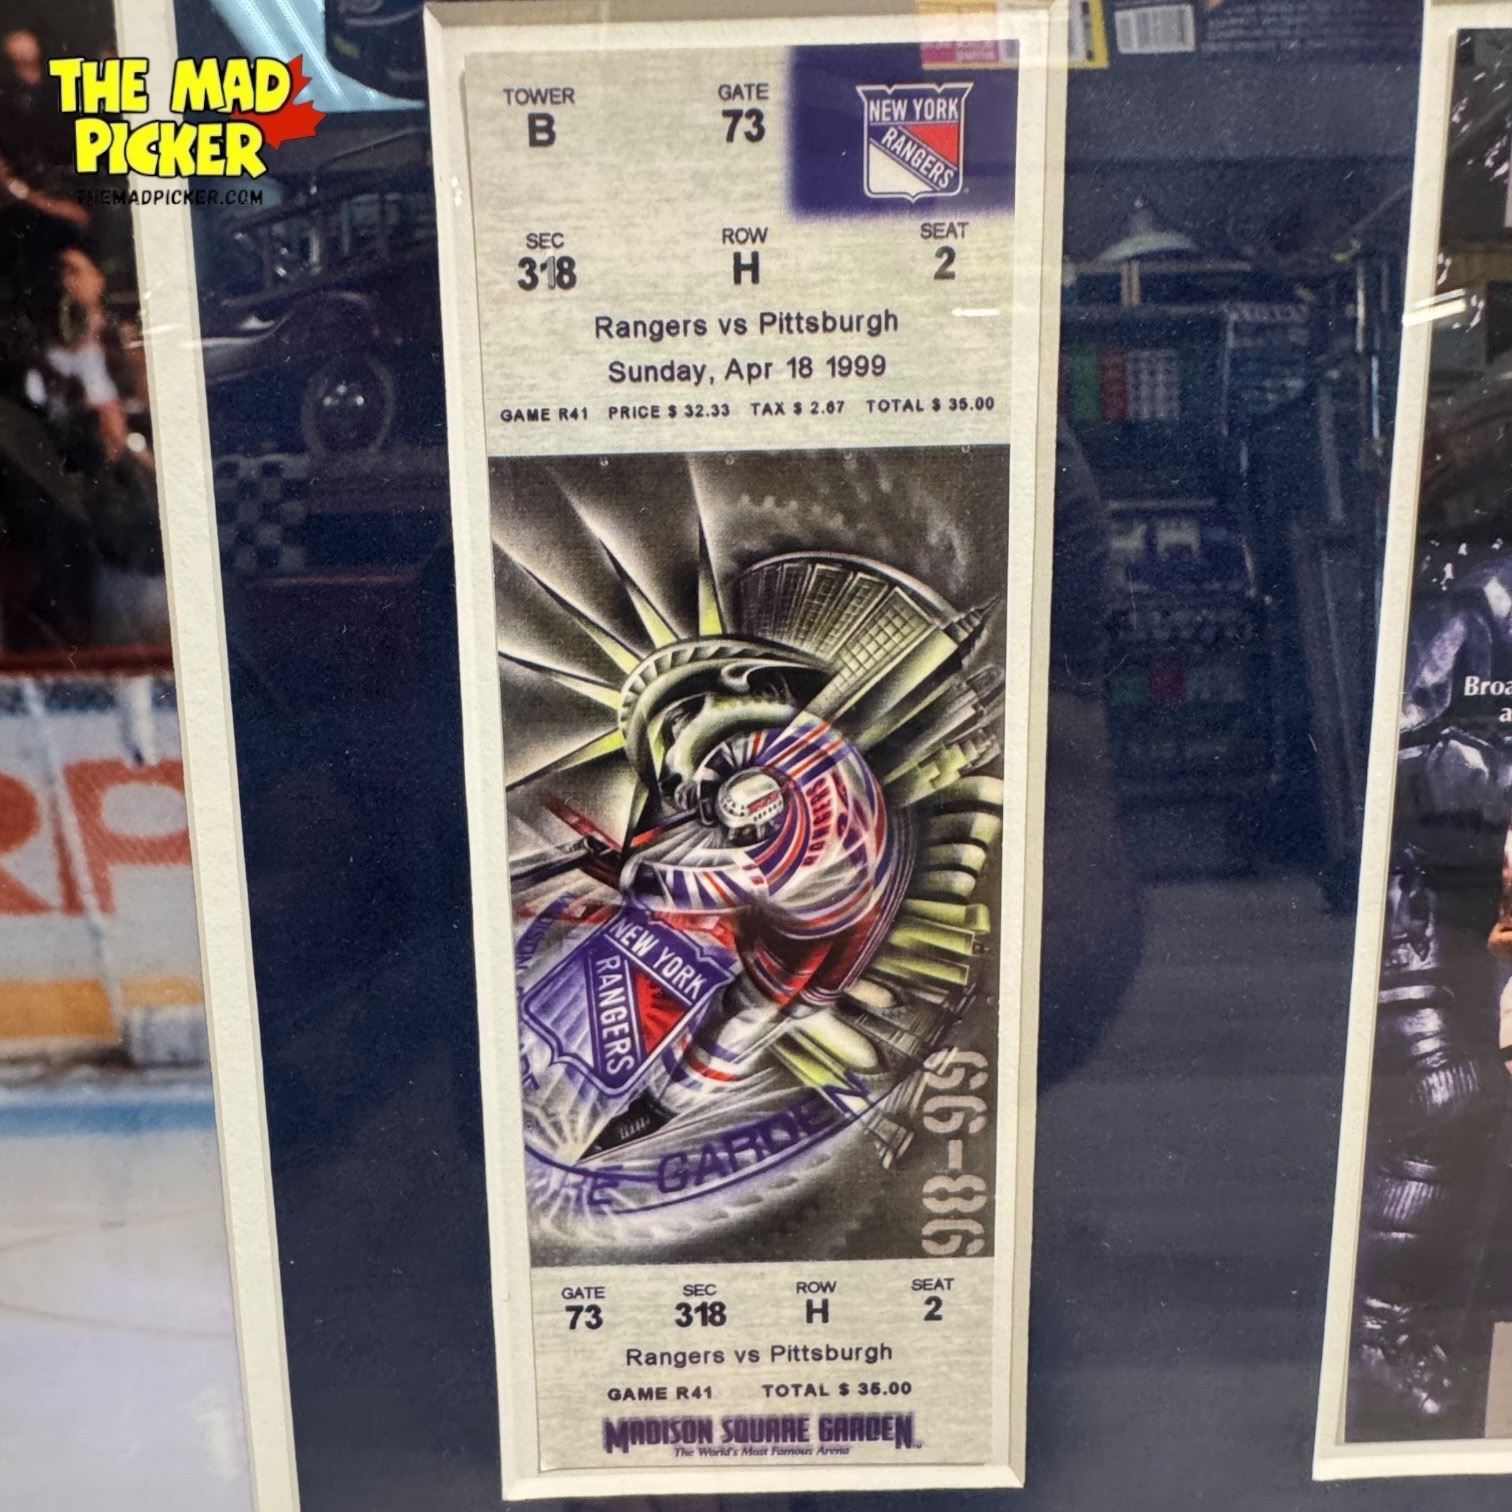 THE MAD
PICKER
THEMADPICKER.COM
TOWER GATE
B 73
NEW YORK
RANGERS
SEC ROW SEAT
318 H 2
Rangers vs Pittsburgh
Sunday, Apr 18 1999
GAME R41 PRICE $ 32.33 TAX $ 2.67 TOTAL $ 35.00
RANGERS
NEW YORK
RANGERS
GARDEN
98-99
GATE SEC ROW SEAT
73 318 H 2
Rangers vs Pittsburgh
GAME R41 TOTAL $ 35.00
MADISON SQUARE GARDEN
The World's Most Famous Arena